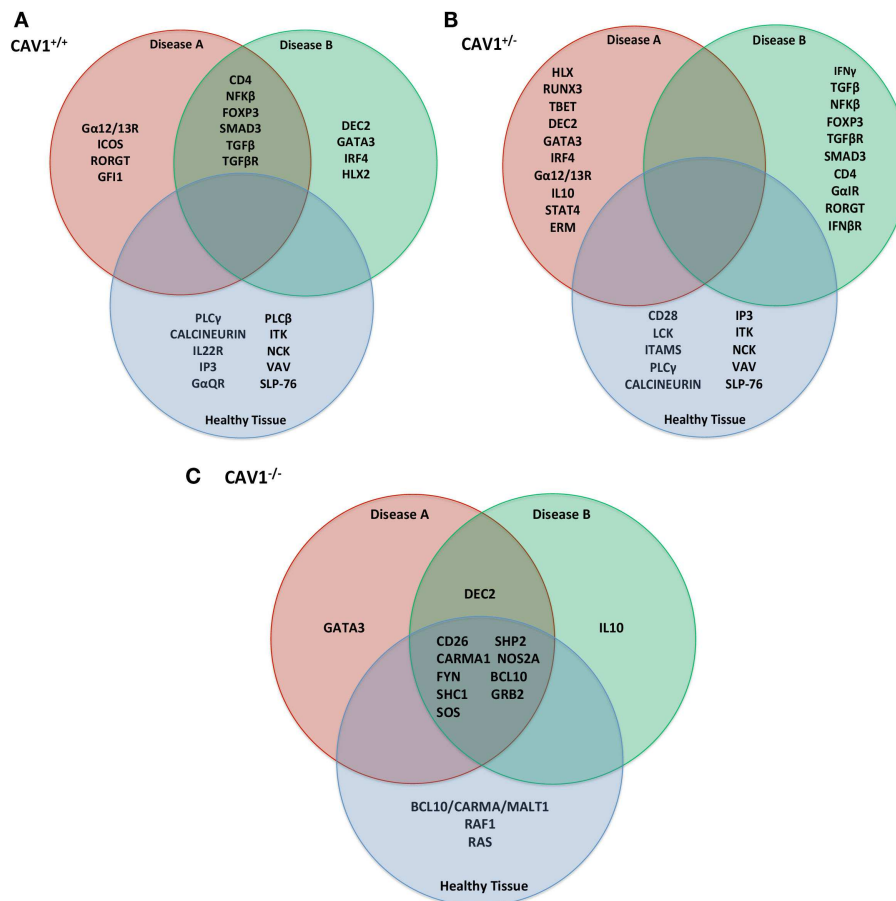 A
CAV1+/+
Disease A
Disease B
Gα12/13R
ICOS
RORGT
GFI1
CD4
NFKβ
FOXP3
SMAD3
TGFβ
TGFβR
DEC2
GATA3
IRF4
HLX2
PLCγ PLCβ
CALCINEURIN ITK
IL22R NCK
IP3 VAV
GαQR SLP-76
Healthy Tissue
B
CAV1+/-
Disease A
Disease B
HLX
RUNX3
TBET
DEC2
GATA3
IRF4
Gα12/13R
IL10
STAT4
ERM
IFNγ
TGFβ
NFKβ
FOXP3
TGFβR
SMAD3
CD4
GαIR
RORGT
IFNβR
CD28 IP3
LCK ITK
ITAMS NCK
PLCγ VAV
CALCINEURIN SLP-76
Healthy Tissue
C
CAV1-/-
Disease A
Disease B
GATA3
DEC2
IL10
CD26 SHP2
CARMA1 NOS2A
FYN BCL10
SHC1 GRB2
SOS
BCL10/CARMA/MALT1
RAF1
RAS
Healthy Tissue